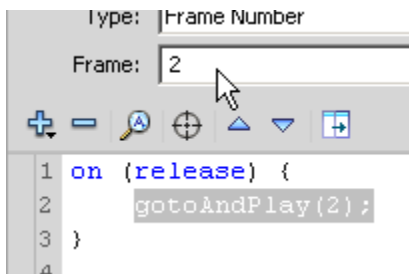 Type: Frame Number
Frame: 2
1 on (release) {
2 gotoAndPlay(2);
3 }
4